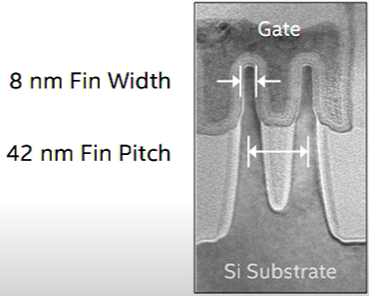 Gate
8 nm Fin Width
42 nm Fin Pitch
Si Substrate